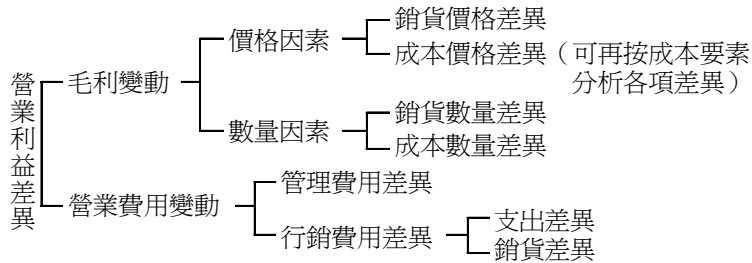 營業利益差異
毛利變動
價格因素
銷貨價格差異
成本價格差異（可再按成本要素
分析各項差異）
數量因素
銷貨數量差異
成本數量差異
營業費用變動
管理費用差異
行銷費用差異
支出差異
銷貨差異